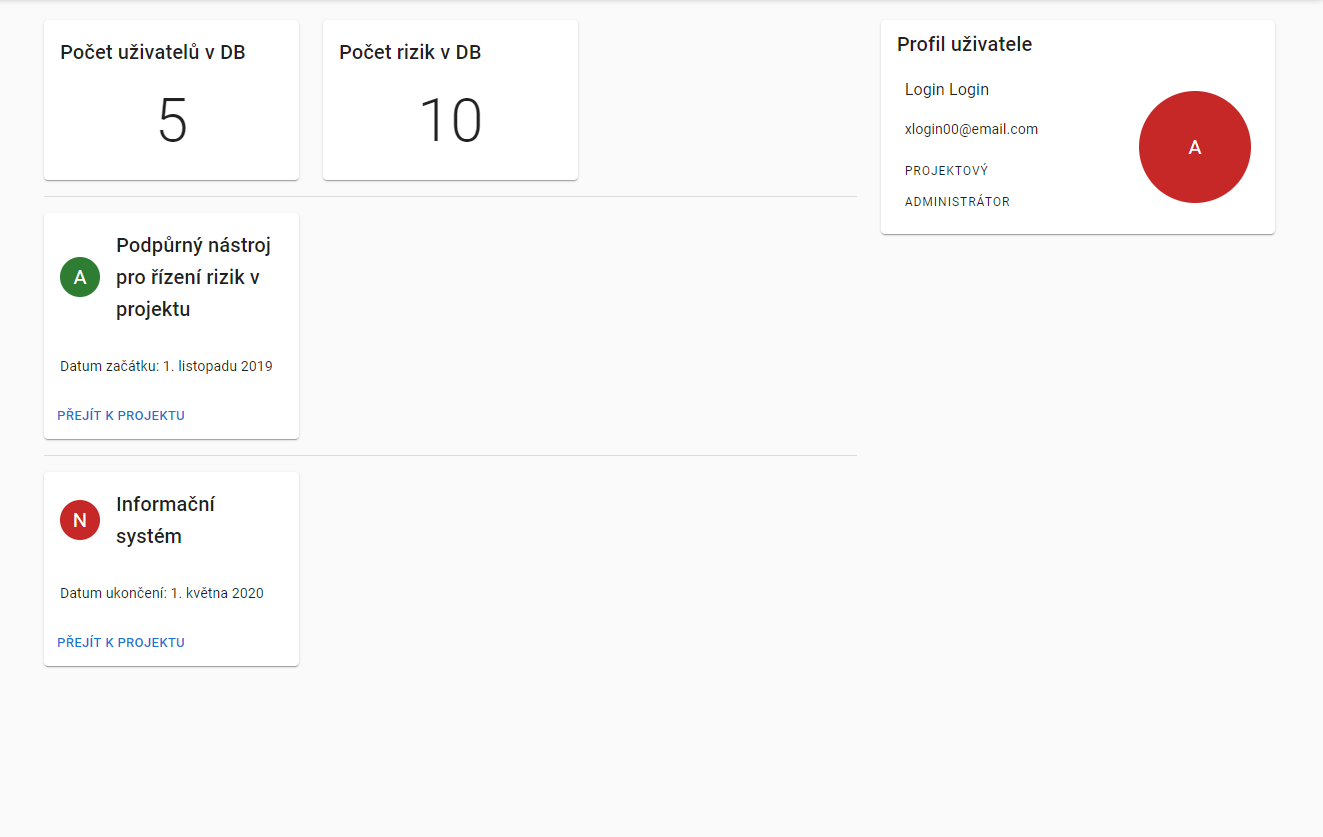 Počet uživatelů v DB
5
Počet rizik v DB
10
Profil uživatele
Login Login
xlogin00@email.com
PROJEKTOVÝ
ADMINISTRÁTOR
A
A
Podpůrný nástroj
pro řízení rizik v
projektu
Datum začátku: 1. listopadu 2019
PŘEJÍT K PROJEKTU
N
Informační
systém
Datum ukončení: 1. května 2020
PŘEJÍT K PROJEKTU